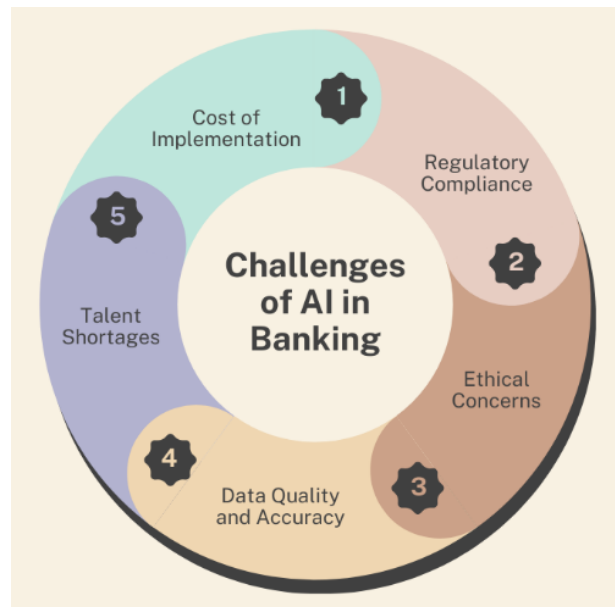 Challenges
of AI in
Banking
1
Cost of
Implementation
2
Regulatory
Compliance
3
Ethical
Concerns
4
Data Quality
and Accuracy
5
Talent
Shortages